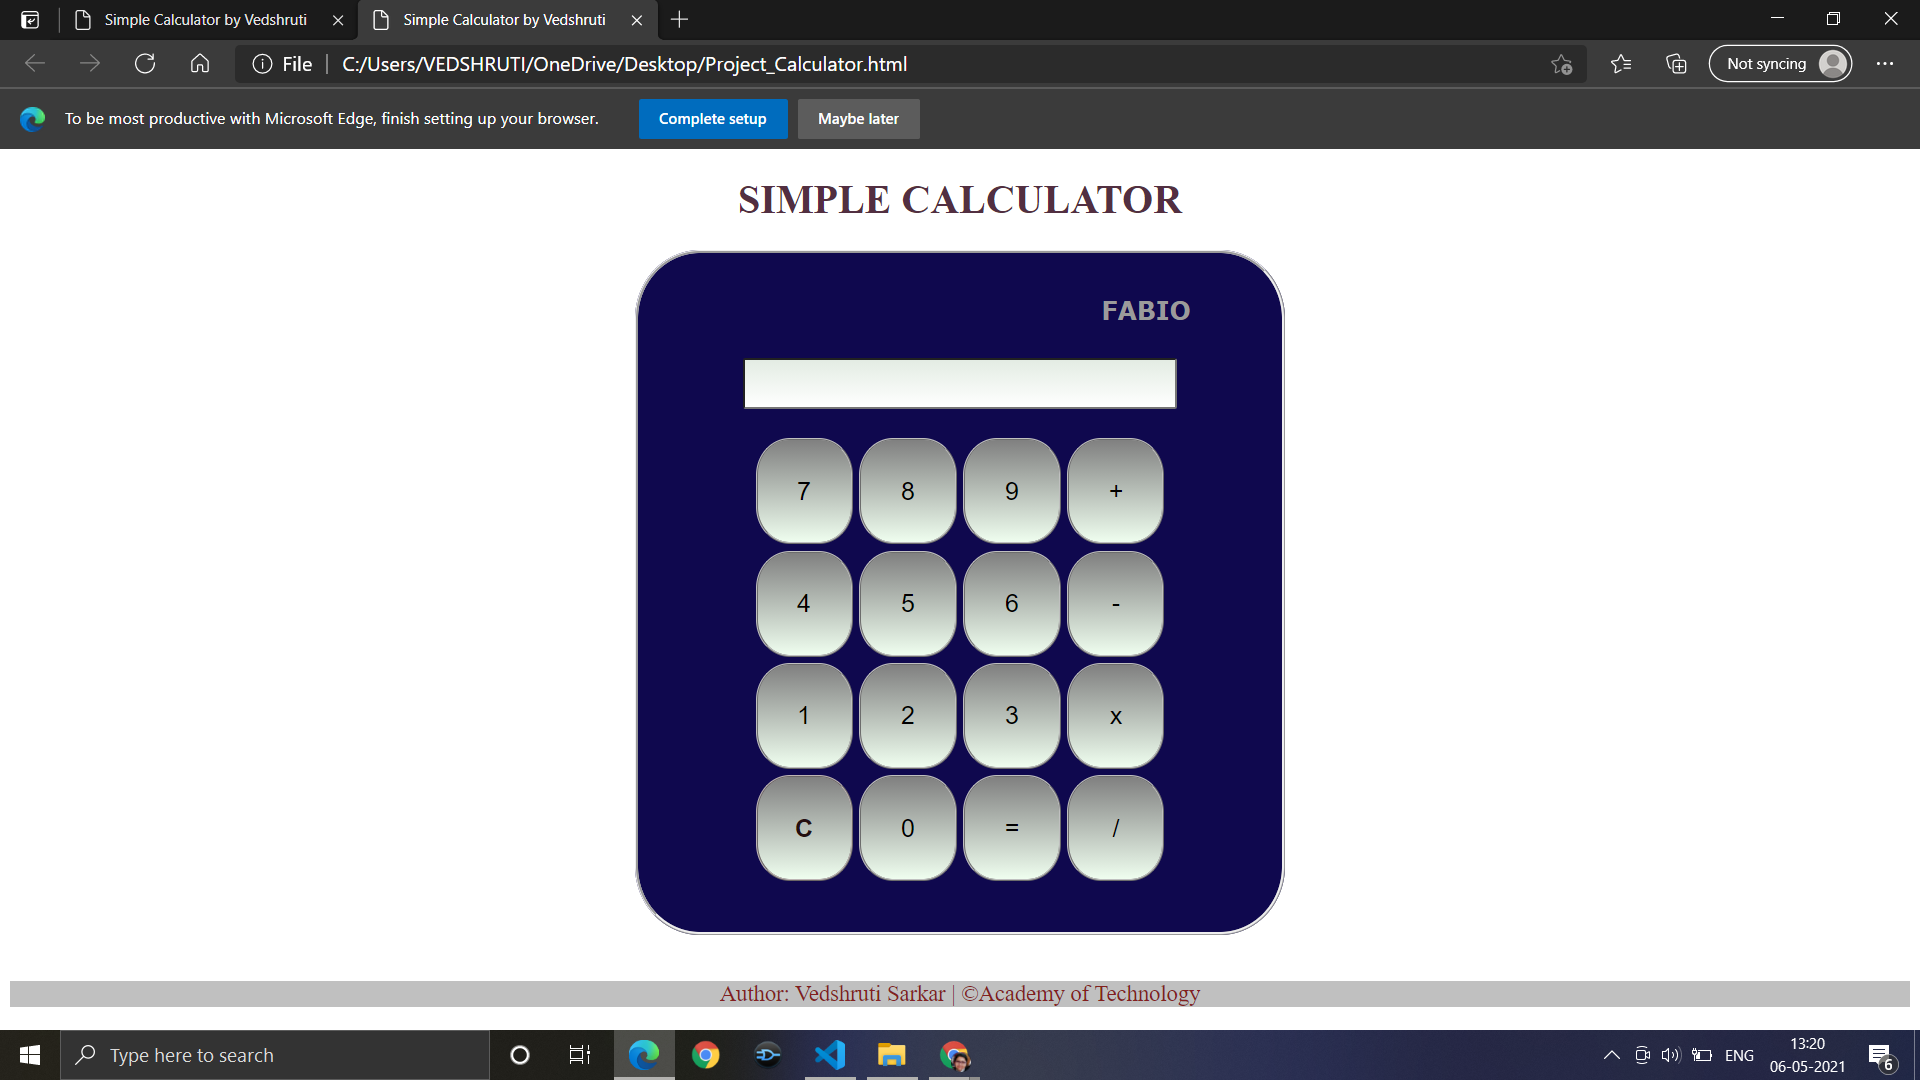 Simple Calculator by Vedshruti
Simple Calculator by Vedshruti
File | C:/Users/VEDSHRUTI/OneDrive/Desktop/Project_Calculator.html
Not syncing
To be most productive with Microsoft Edge, finish setting up your browser.
Complete setup
Maybe later
SIMPLE CALCULATOR
FABIO
7 8 9 +
4 5 6 -
1 2 3 x
C 0 = /
Author: Vedshruti Sarkar | ©Academy of Technology
Type here to search
ENG
13:20
06-05-2021
6